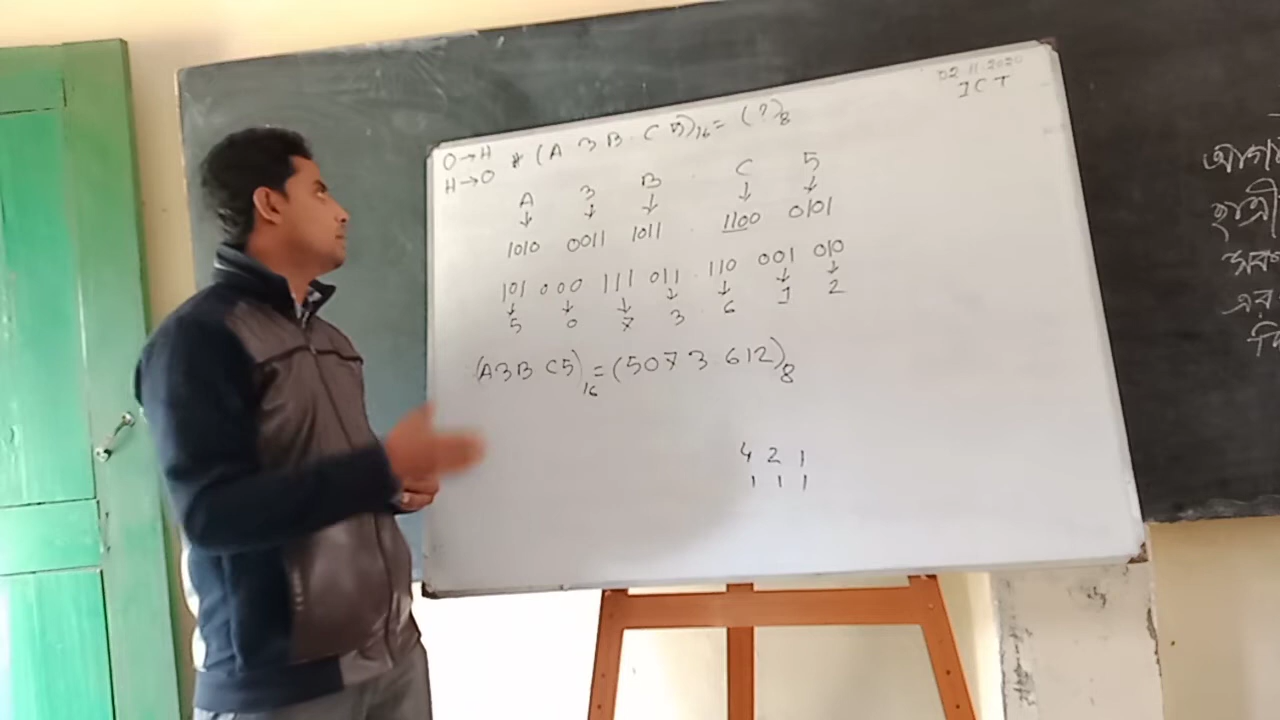 02.11.2020
ICT
O→H
H→O * (A 3 B . C 5)₁₆ = (?)₈
A 3 B . C 5
↓ ↓ ↓ ↓ ↓
1010 0011 1011 1100 0101
101 000 111 011 . 110 001 010
↓ ↓ ↓ ↓ ↓ ↓ ↓
5 0 7 3 6 1 2
(A3B C5)₁₆ = (5073.612)₈
4 2 1
1 1 1